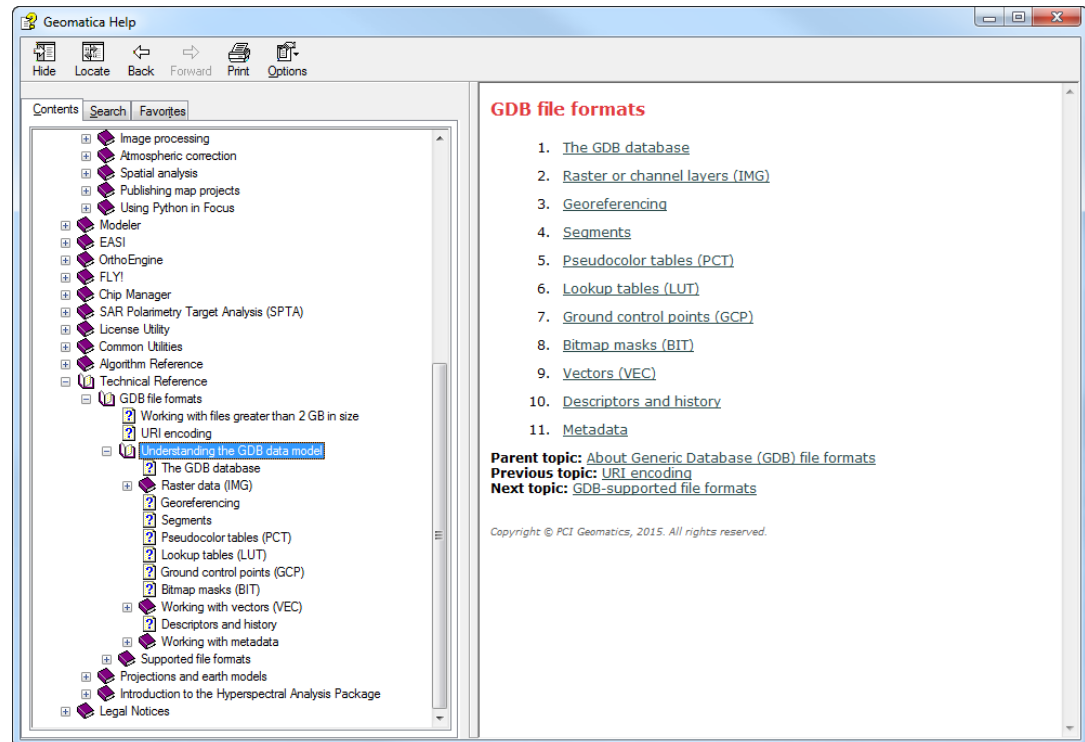 Geomatica Help
Hide Locate Back Forward Print Options
Contents Search Favorites
Image processing
Atmospheric correction
Spatial analysis
Publishing map projects
Using Python in Focus
Modeler
EASI
OrthoEngine
FLY!
Chip Manager
SAR Polarimetry Target Analysis (SPTA)
License Utility
Common Utilities
Algorithm Reference
Technical Reference
GDB file formats
Working with files greater than 2 GB in size
URI encoding
Understanding the GDB data model
The GDB database
Raster data (IMG)
Georeferencing
Segments
Pseudocolor tables (PCT)
Lookup tables (LUT)
Ground control points (GCP)
Bitmap masks (BIT)
Working with vectors (VEC)
Descriptors and history
Working with metadata
Supported file formats
Projections and earth models
Introduction to the Hyperspectral Analysis Package
Legal Notices
GDB file formats
1. The GDB database
2. Raster or channel layers (IMG)
3. Georeferencing
4. Segments
5. Pseudocolor tables (PCT)
6. Lookup tables (LUT)
7. Ground control points (GCP)
8. Bitmap masks (BIT)
9. Vectors (VEC)
10. Descriptors and history
11. Metadata
Parent topic: About Generic Database (GDB) file formats
Previous topic: URI encoding
Next topic: GDB-supported file formats
Copyright © PCI Geomatics, 2015. All rights reserved.